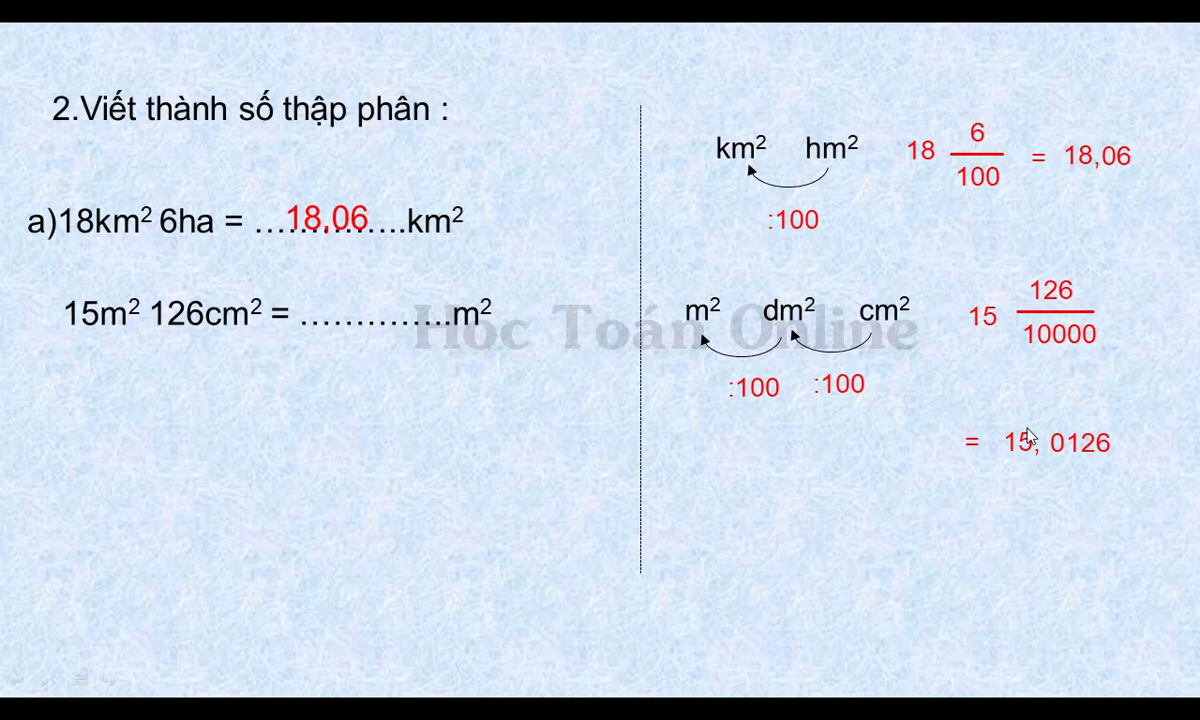 2.Viết thành số thập phân :
a)18km² 6ha = ….18,06…..km²
15m² 126cm² = ……………..m²
km² hm²
:100
18 6/100 = 18,06
Học Toán Online
m² dm² cm²
:100 :100
15 126/10000
= 15, 0126